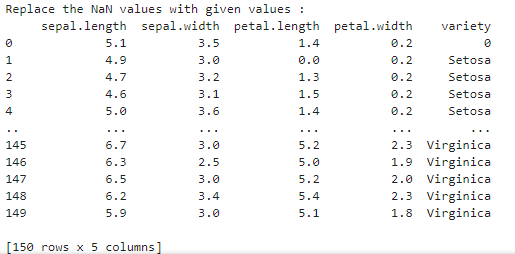 Replace the NaN values with given values :
sepal.length sepal.width petal.length petal.width variety
0 5.1 3.5 1.4 0.2 0
1 4.9 3.0 0.0 0.2 Setosa
2 4.7 3.2 1.3 0.2 Setosa
3 4.6 3.1 1.5 0.2 Setosa
4 5.0 3.6 1.4 0.2 Setosa
.. ... ... ... ... ...
145 6.7 3.0 5.2 2.3 Virginica
146 6.3 2.5 5.0 1.9 Virginica
147 6.5 3.0 5.2 2.0 Virginica
148 6.2 3.4 5.4 2.3 Virginica
149 5.9 3.0 5.1 1.8 Virginica
[150 rows x 5 columns]